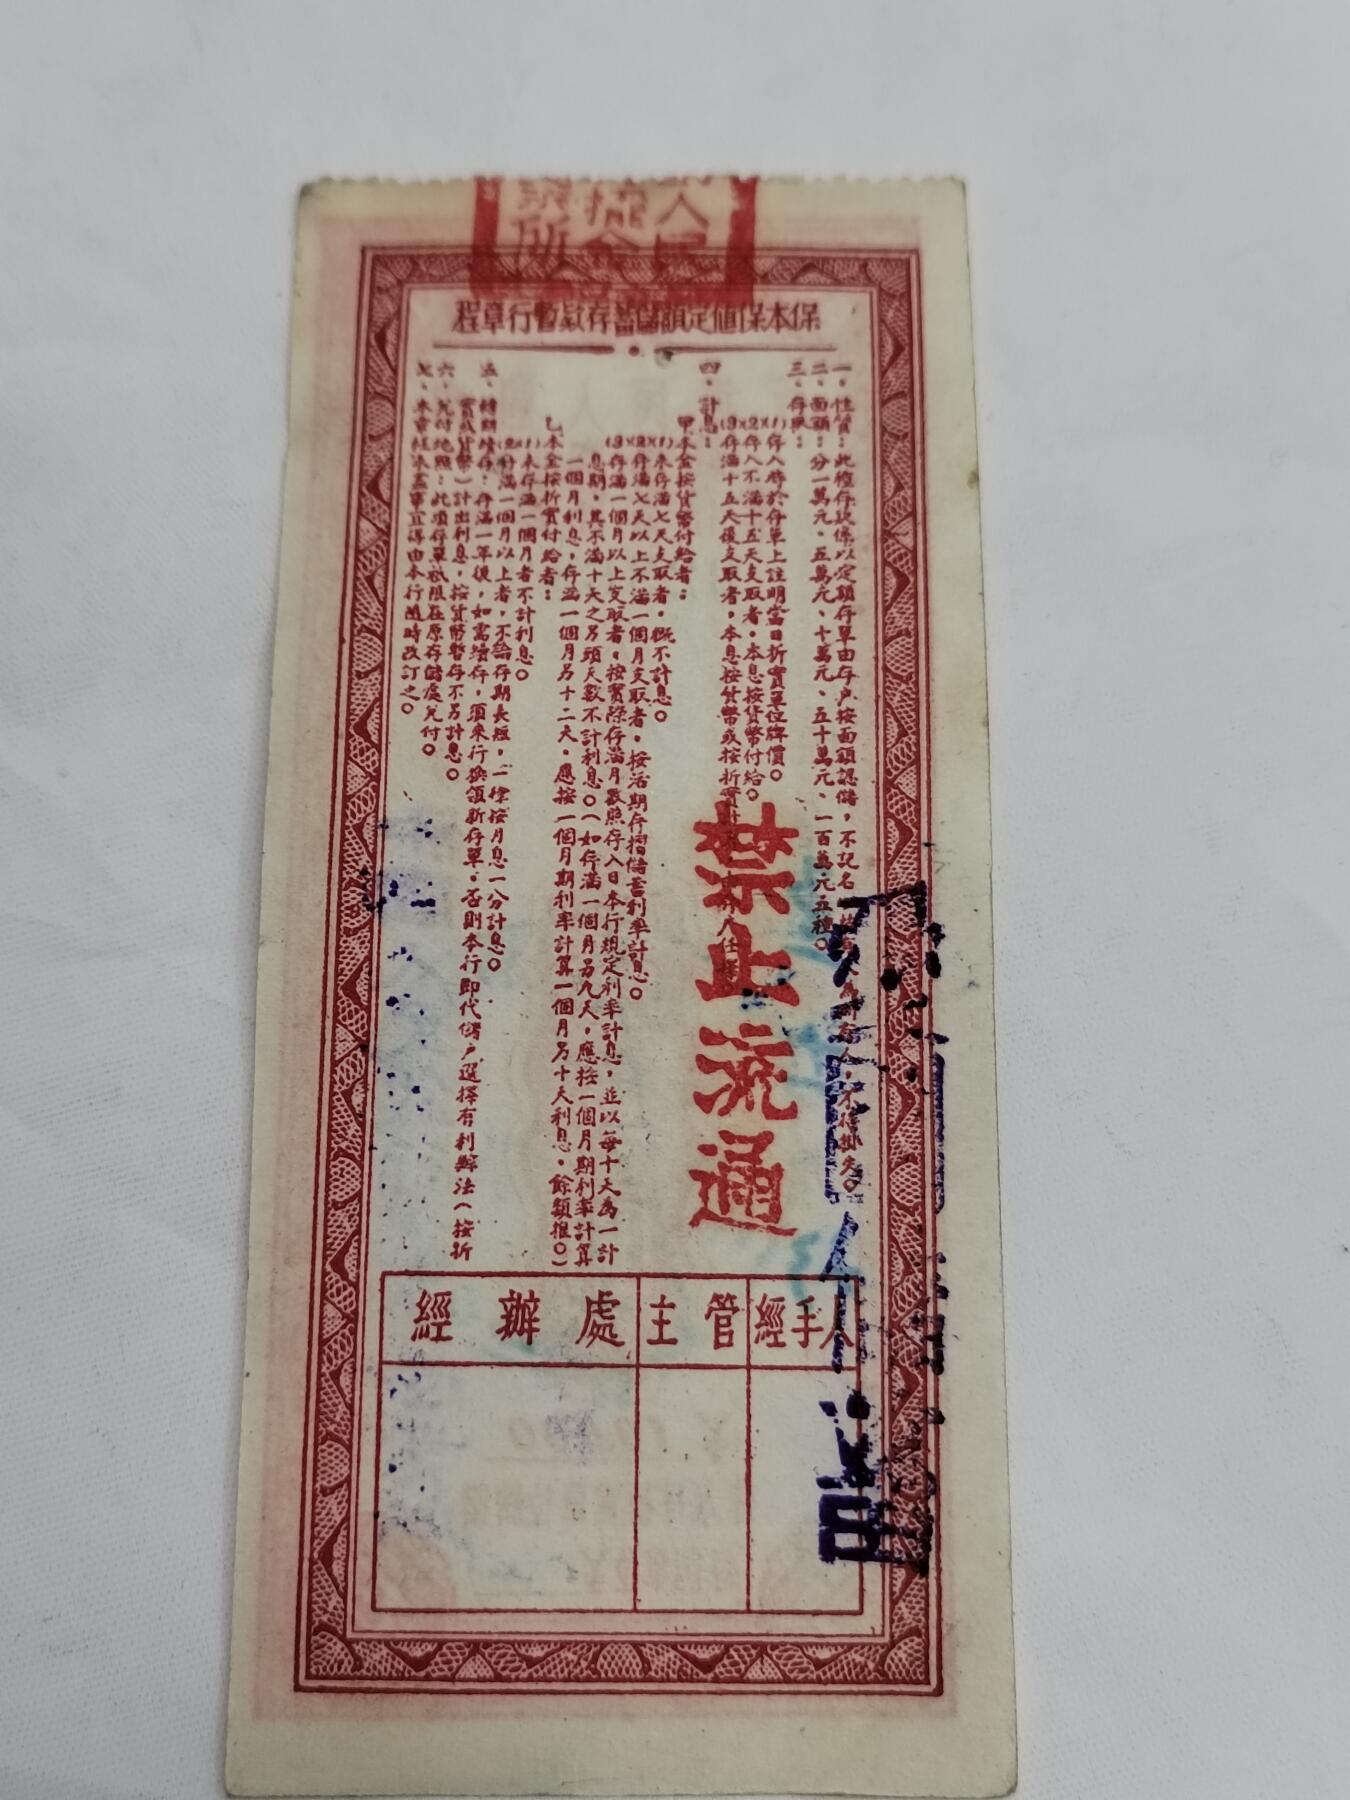 保本保值定額儲蓄存款暫行章程
一、性質：此種存款係以定額存單由存戶按面額認儲，不記名
二、面額：分一萬元、五萬元、十萬元、五十萬元、一百萬元五種。
三、存取：
(1)存入時於存單上註明當日折實單位牌價。
(2)存入不滿十五天支取者，本息按貨幣付給。
(3)存滿十五天後支取者，本息按貨幣或按折實
四、計息：
甲、本金按貨幣付給者：
(1)未存滿七天支取者，概不計息。
(2)存滿七天以上不滿一個月支取者，按活期存摺儲蓄利率計息。
(3)存滿一個月以上支取者，按實際存滿月數照存入日本行規定利率計息，並以每十天為一計
息期，其不滿十天之另頭天數不計利息。（如存滿一個月另九天，應按一個月期利率計算
一個月利息，存滿一個月另十二天，應按一個月期利率計算一個月另十天利息，餘類推。）
乙、本金按折實付給者：
(1)未存滿一個月者不計利息。
(2)存滿一個月以上者，不論存期長短，一律按月息一分計息。
五、轉期續存：存滿一年後，如需續存，須來行換領新存單，否則本行即代儲戶選擇有利辦法（按折
實或貨幣）計出利息，按貨幣暫存不另計息。
六、兌付地點：此項存單祇限在原存儲處兌付。
七、本章程未盡事宜得由本行隨時改訂之。
禁止流通
經辦處 主管 經手人